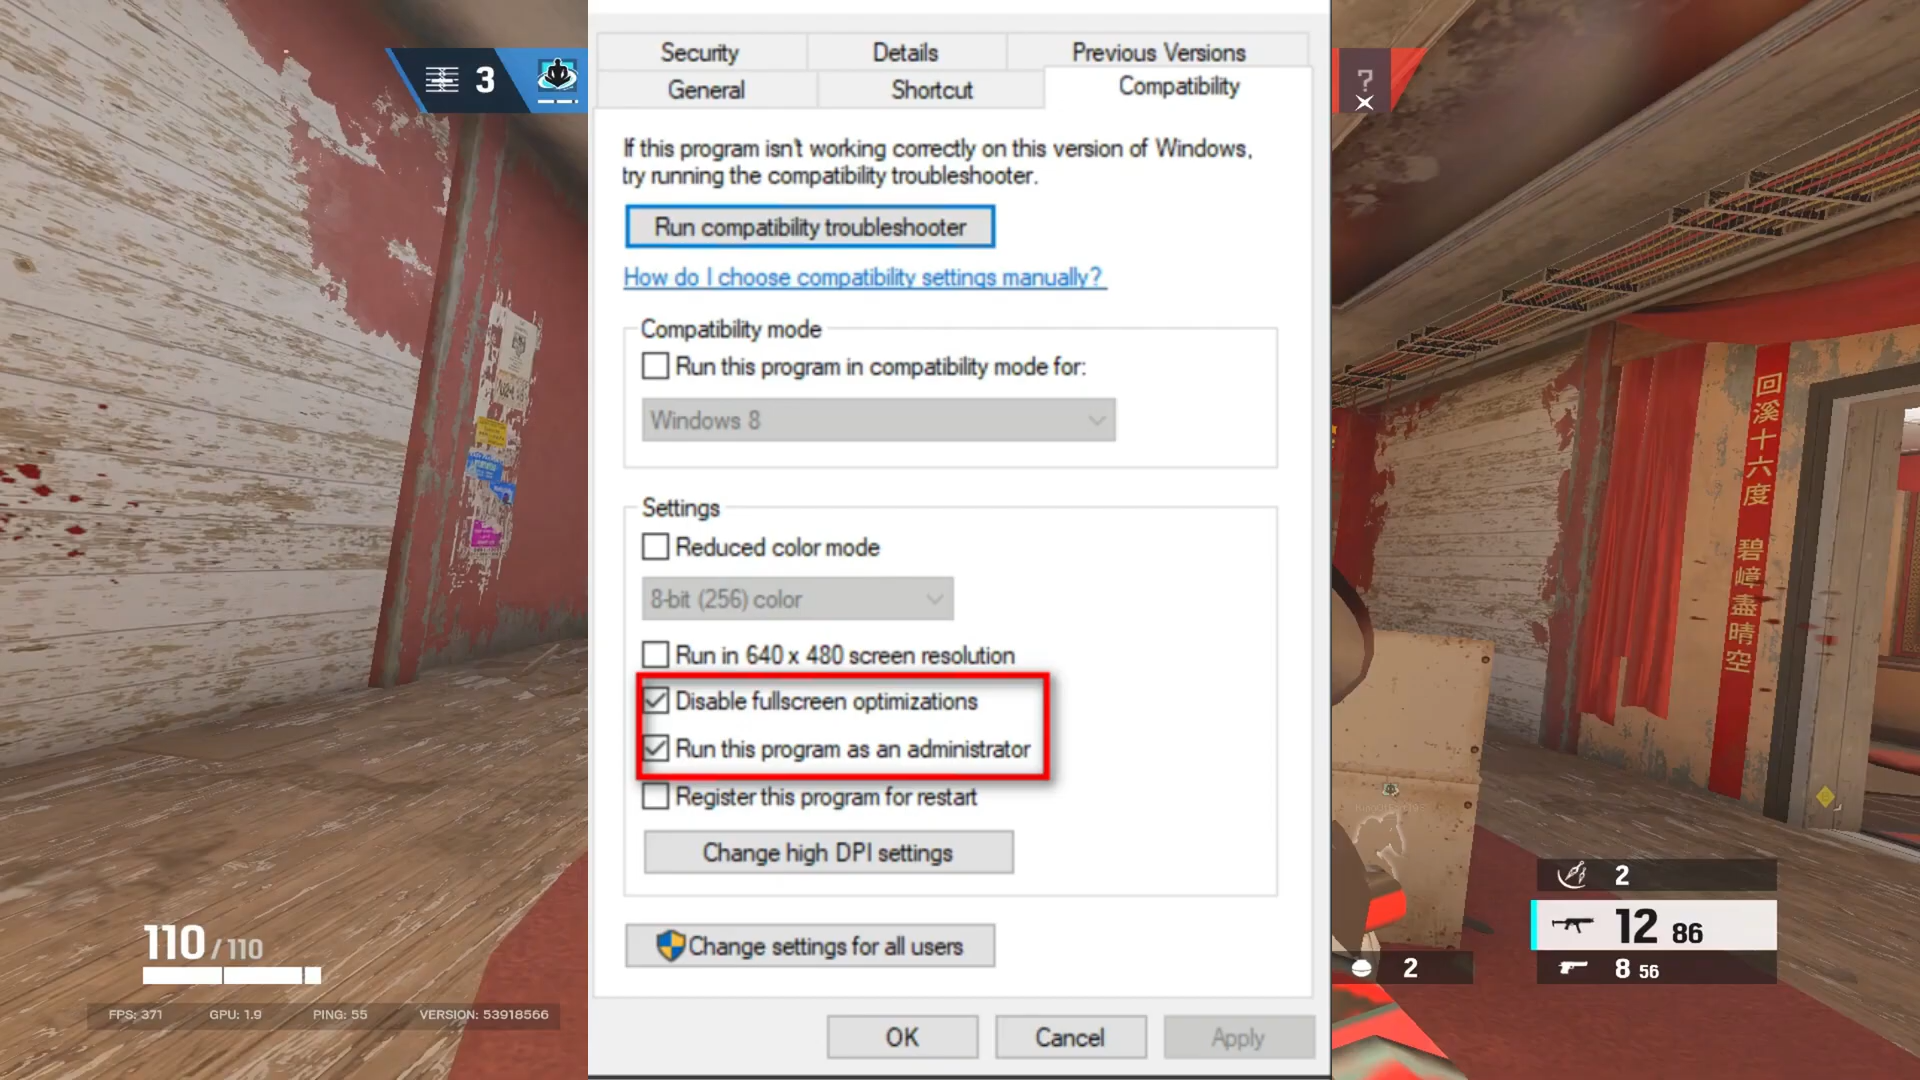 3
Security
Details
Previous Versions
General
Shortcut
Compatibility
?
If this program isn't working correctly on this version of Windows,
try running the compatibility troubleshooter.
Run compatibility troubleshooter
How do I choose compatibility settings manually?
Compatibility mode
Run this program in compatibility mode for:
Windows 8
Settings
Reduced color mode
8-bit (256) color
Run in 640 x 480 screen resolution
Disable fullscreen optimizations
Run this program as an administrator
Register this program for restart
Change high DPI settings
Change settings for all users
OK
Cancel
Apply
110 / 110
FPS: 371
GPU: 1.9
PING: 55
VERSION: 53918566
回溪十六度
碧嶂盡晴空
2
12 86
2
8 56